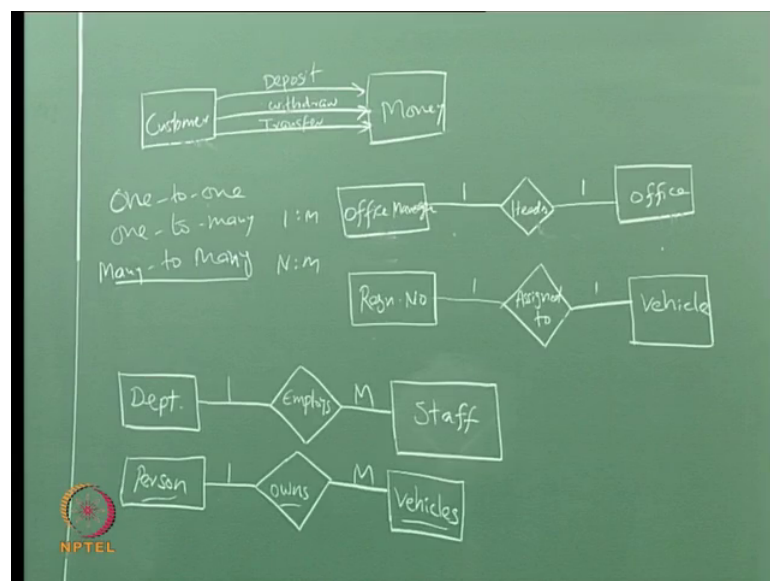 Deposit
Customer
withdraw
Money
Transfer
One-to-one
one-to-many 1:M
Many-to Many N:M
Office Manager 1 Heads 1 Office
Regn. No 1 Assigned to 1 Vehicle
Dept. 1 Employs M Staff
Person 1 owns M Vehicles
NPTEL